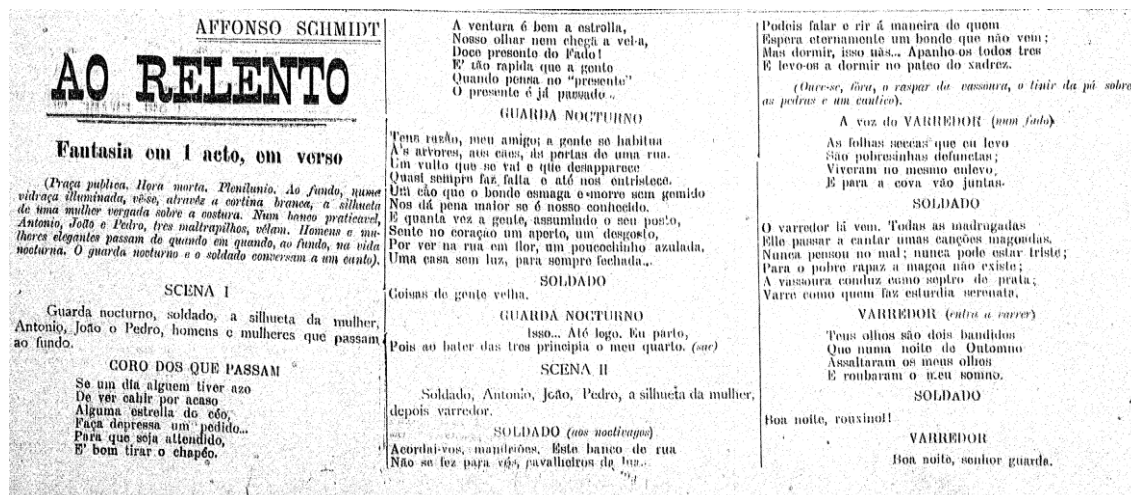 AFFONSO SCHMIDT
AO RELENTO
Fantasia em 1 acto, em verso
(Praça publica. Hora morta. Plenilunio. Ao fundo, numa
vidraça illuminada, vê-se, atravéz a cortina branca, a silhueta
de uma mulher vergada sobre a costura. Num banco praticavel,
Antonio, João e Pedro, tres maltrapilhos, vélam. Homens e mu-
lheres elegantes passam de quando em quando, ao fundo, na vida
nocturna. O guarda nocturno e o soldado conversam a um canto).
SCENA I
Guarda nocturno, soldado, a silhueta da mulher,
Antonio, João o Pedro, homens e mulheres que passam
ao fundo.
CORO DOS QUE PASSAM
Se um dia alguem tiver azo
De ver cahir por acaso
Alguma estrella do céo,
Faça depressa um pedido...
Para que seja attendido,
E' bom tirar o chapéo.
A ventura é bem a estrella,
Nosso olhar nem chega a vel-a,
Doce presente do Fado!
E' tão rapida que a gente
Quando pensa no "presente"
O presente é já passado..
GUARDA NOCTURNO
Tens razão, meu amigo; a gente se habitua
A's arvores, aos cães, ás portas de uma rua.
Um vulto que se vai e que desapparece
Quasi sempre faz falta e até nos entristece.
Um cão que o bonde esmaga e morre sem gemido
Nos dá pena maior se é nosso conhecido.
E quanta vez a gente, assumindo o seu posto,
Sente no coração um aperto, um desgosto,
Por ver na rua em flor, um poucochinho azulada,
Uma casa sem luz, para sempre fechada...
SOLDADO
Coisas de gente velha.
GUARDA NOCTURNO
Isso... Até logo. Eu parto,
Pois ao bater das tres principia o meu quarto. (sae)
SCENA II
Soldado, Antonio, João, Pedro, a silhueta da mulher,
depois varredor.
SOLDADO (aos noctivagos)
Acordai-vos, mandriões. Este banco de rua
Não se fez para vós, cavalheiros da lua..
Podeis falar e rir á maneira de quem
Espera eternamente um bonde que não vem;
Mas dormir, isso não... Apanho-os todos tres
E levo-os a dormir no pateo do xadrez.
(Ouve-se, fóra, o raspar da vassoura, o tinir da pá sobre
as pedras e um cantico).
A voz do VARREDOR (num fado)
As folhas seccas que eu levo
São pobresinhas defunctas;
Viveram no mesmo enlevo,
E para a cova vão juntas.
SOLDADO
O varredor lá vem. Todas as madrugadas
Elle passar a cantar umas canções magoadas.
Nunca pensou no mal; nunca pode estar triste;
Para o pobre rapaz a magoa não existe;
A vassoura conduz como septro de prata;
Varre como quem faz esturdia serenata.
VARREDOR (entra a varrer)
Teus olhos são dois bandidos
Que numa noite de Outomno
Assaltaram os meus olhos
E roubaram o meu somno.
SOLDADO
Boa noite, rouxinol!
VARREDOR
Boa noite, senhor guarda.